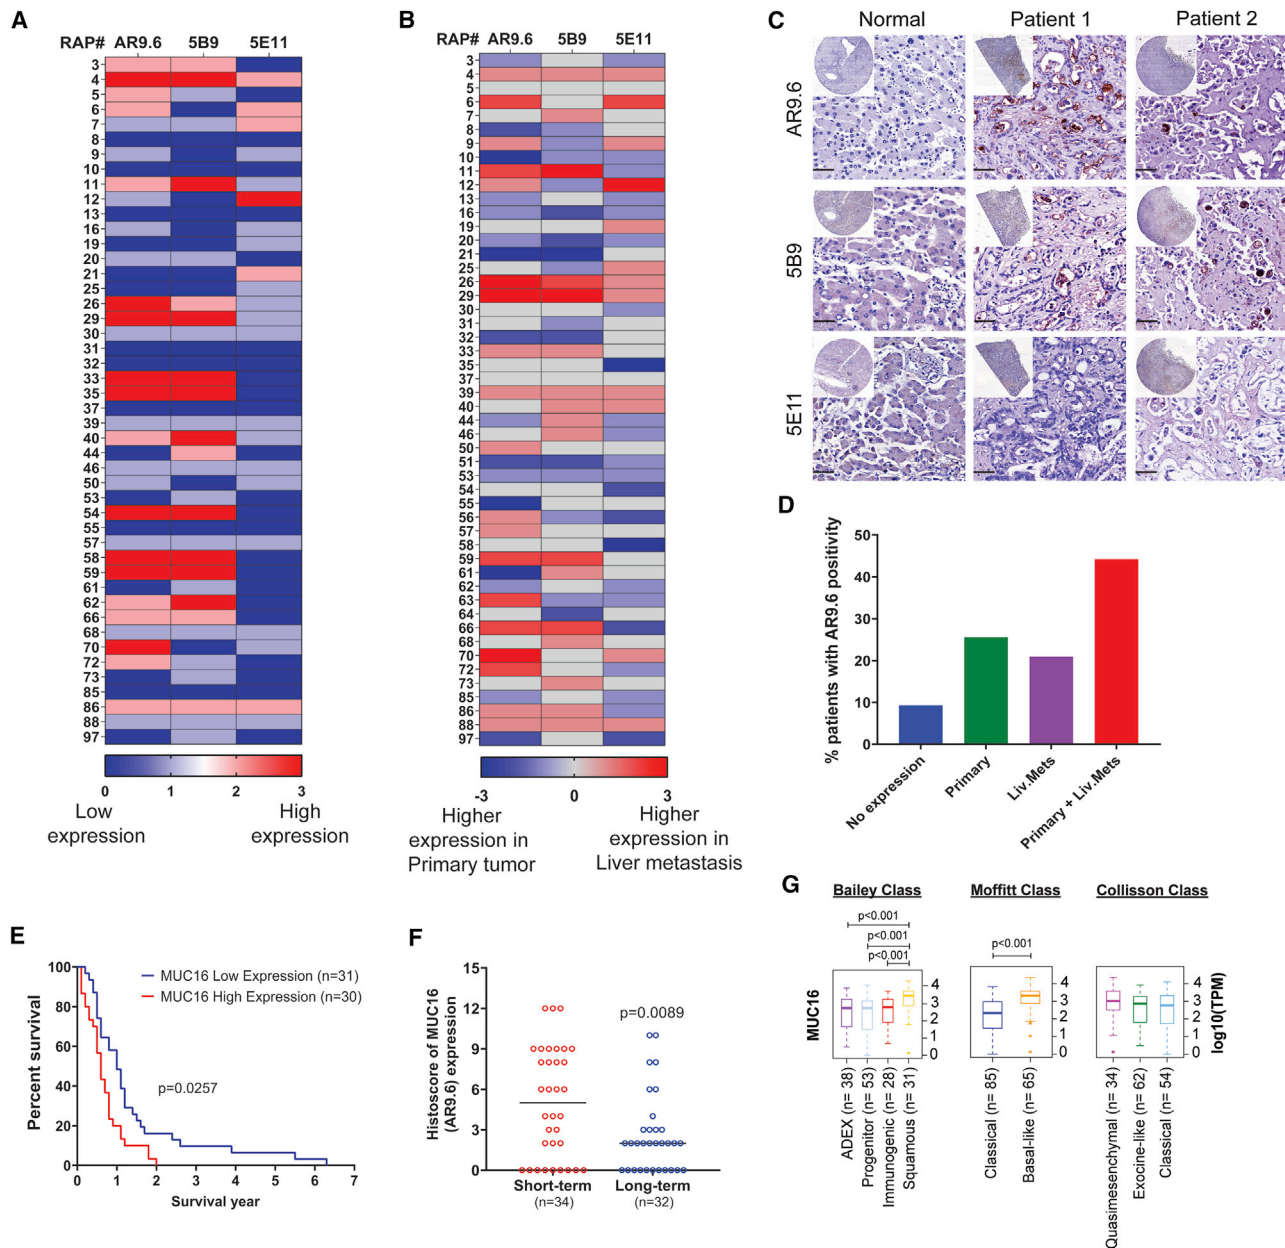 A
RAP# AR9.6 5B9 5E11
3
4
5
6
7
8
9
10
11
12
13
16
19
20
21
25
26
29
30
31
32
33
35
37
39
40
44
46
50
53
54
55
57
58
59
61
62
66
68
70
72
73
85
86
88
97
0 1 2 3
Low expression
High expression
B
RAP# AR9.6 5B9 5E11
3
4
5
6
7
8
9
10
11
12
13
16
19
20
21
25
26
29
30
31
32
33
35
37
39
40
44
46
50
51
53
54
55
56
57
58
59
61
62
63
64
66
68
70
72
73
85
86
88
97
-3 0 3
Higher expression in Primary tumor
Higher expression in Liver metastasis
C
Normal Patient 1 Patient 2
AR9.6
5B9
5E11
D
% patients with AR9.6 positivity
50
40
30
20
10
0
No expression
Primary
Liv.Mets
Primary + Liv.Mets
E
Percent survival
100
80
60
40
20
0
0 1 2 3 4 5 6 7
Survival year
MUC16 Low Expression (n=31)
MUC16 High Expression (n=30)
p=0.0257
F
Histoscore of MUC16
(AR9.6) expression
15
12
9
6
3
0
p=0.0089
Short-term Long-term
(n=34) (n=32)
G
Bailey Class Moffitt Class Collisson Class
p<0.001
p<0.001
p<0.001
p<0.001
MUC16
4
3
2
1
0
4
3
2
1
0
4
3
2
1
0
log10(TPM)
ADEX (n= 38)
Progenitor (n= 53)
Immunogenic (n= 28)
Squamous (n= 31)
Classical (n= 85)
Basal-like (n= 65)
Quasimesenchymal (n= 34)
Exocine-like (n= 62)
Classical (n= 54)